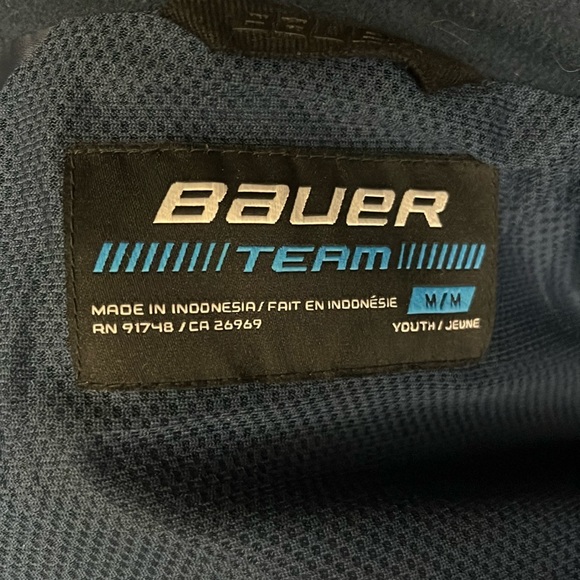 BAUER
TEAM
MADE IN INDONESIA / FAIT EN INDONÉSIE
RN 91748 / CA 26969
M/M
YOUTH / JEUNE